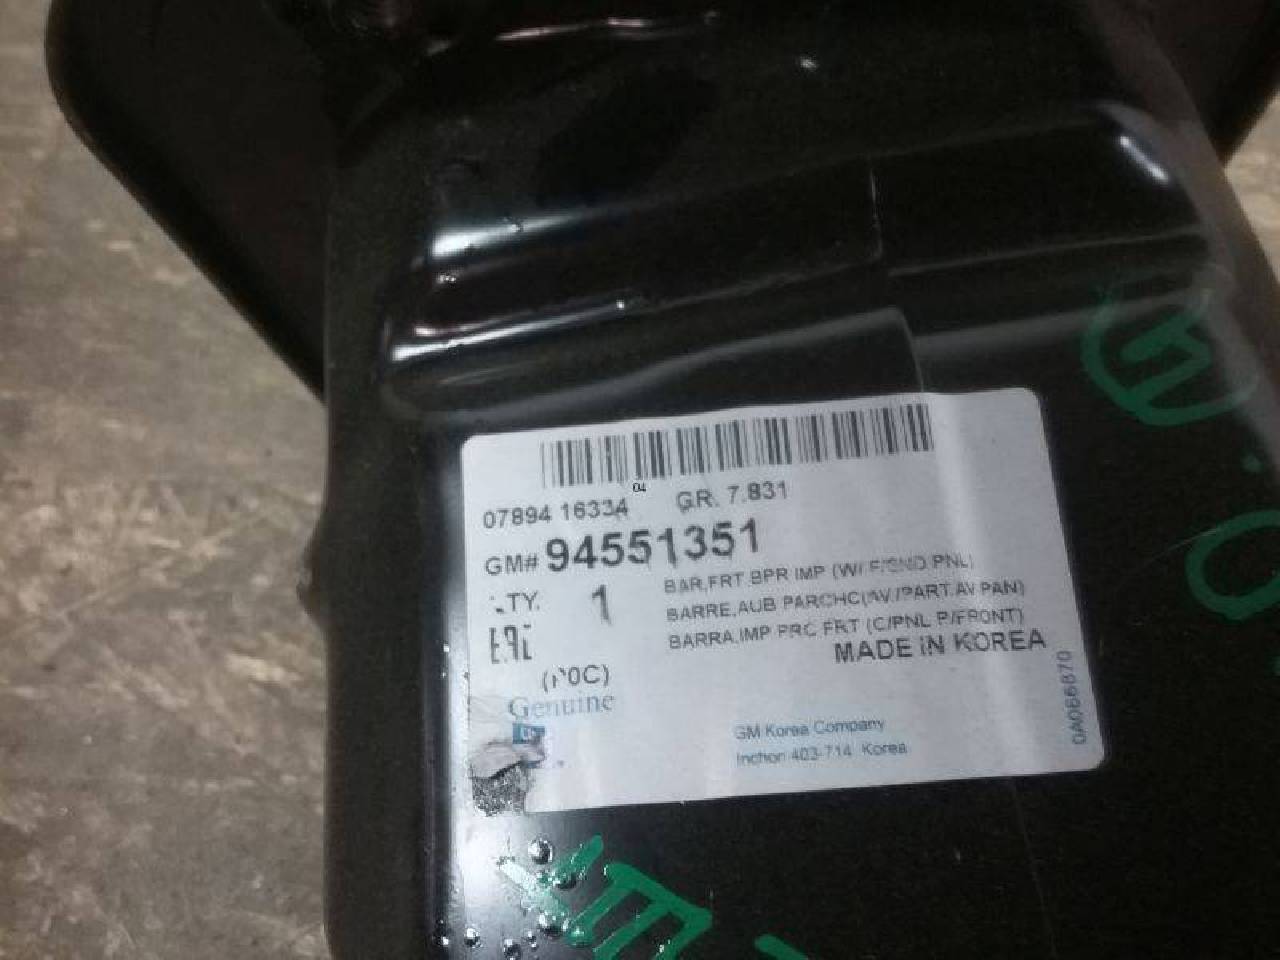 07894 16334 04 GR. 7.831
GM# 94551351
TY. 1
BAR,FRT BPR IMP (W/ F/SND PNL)
BARRE,AUB PARCHC(AV./PART.AV PAN)
BARRA,IMP PRC FRT (C/PNL P/FRONT)
MADE IN KOREA
EAC
0C)
Genuine
GM Korea Company
Inchon 403-714 Korea
0A066870